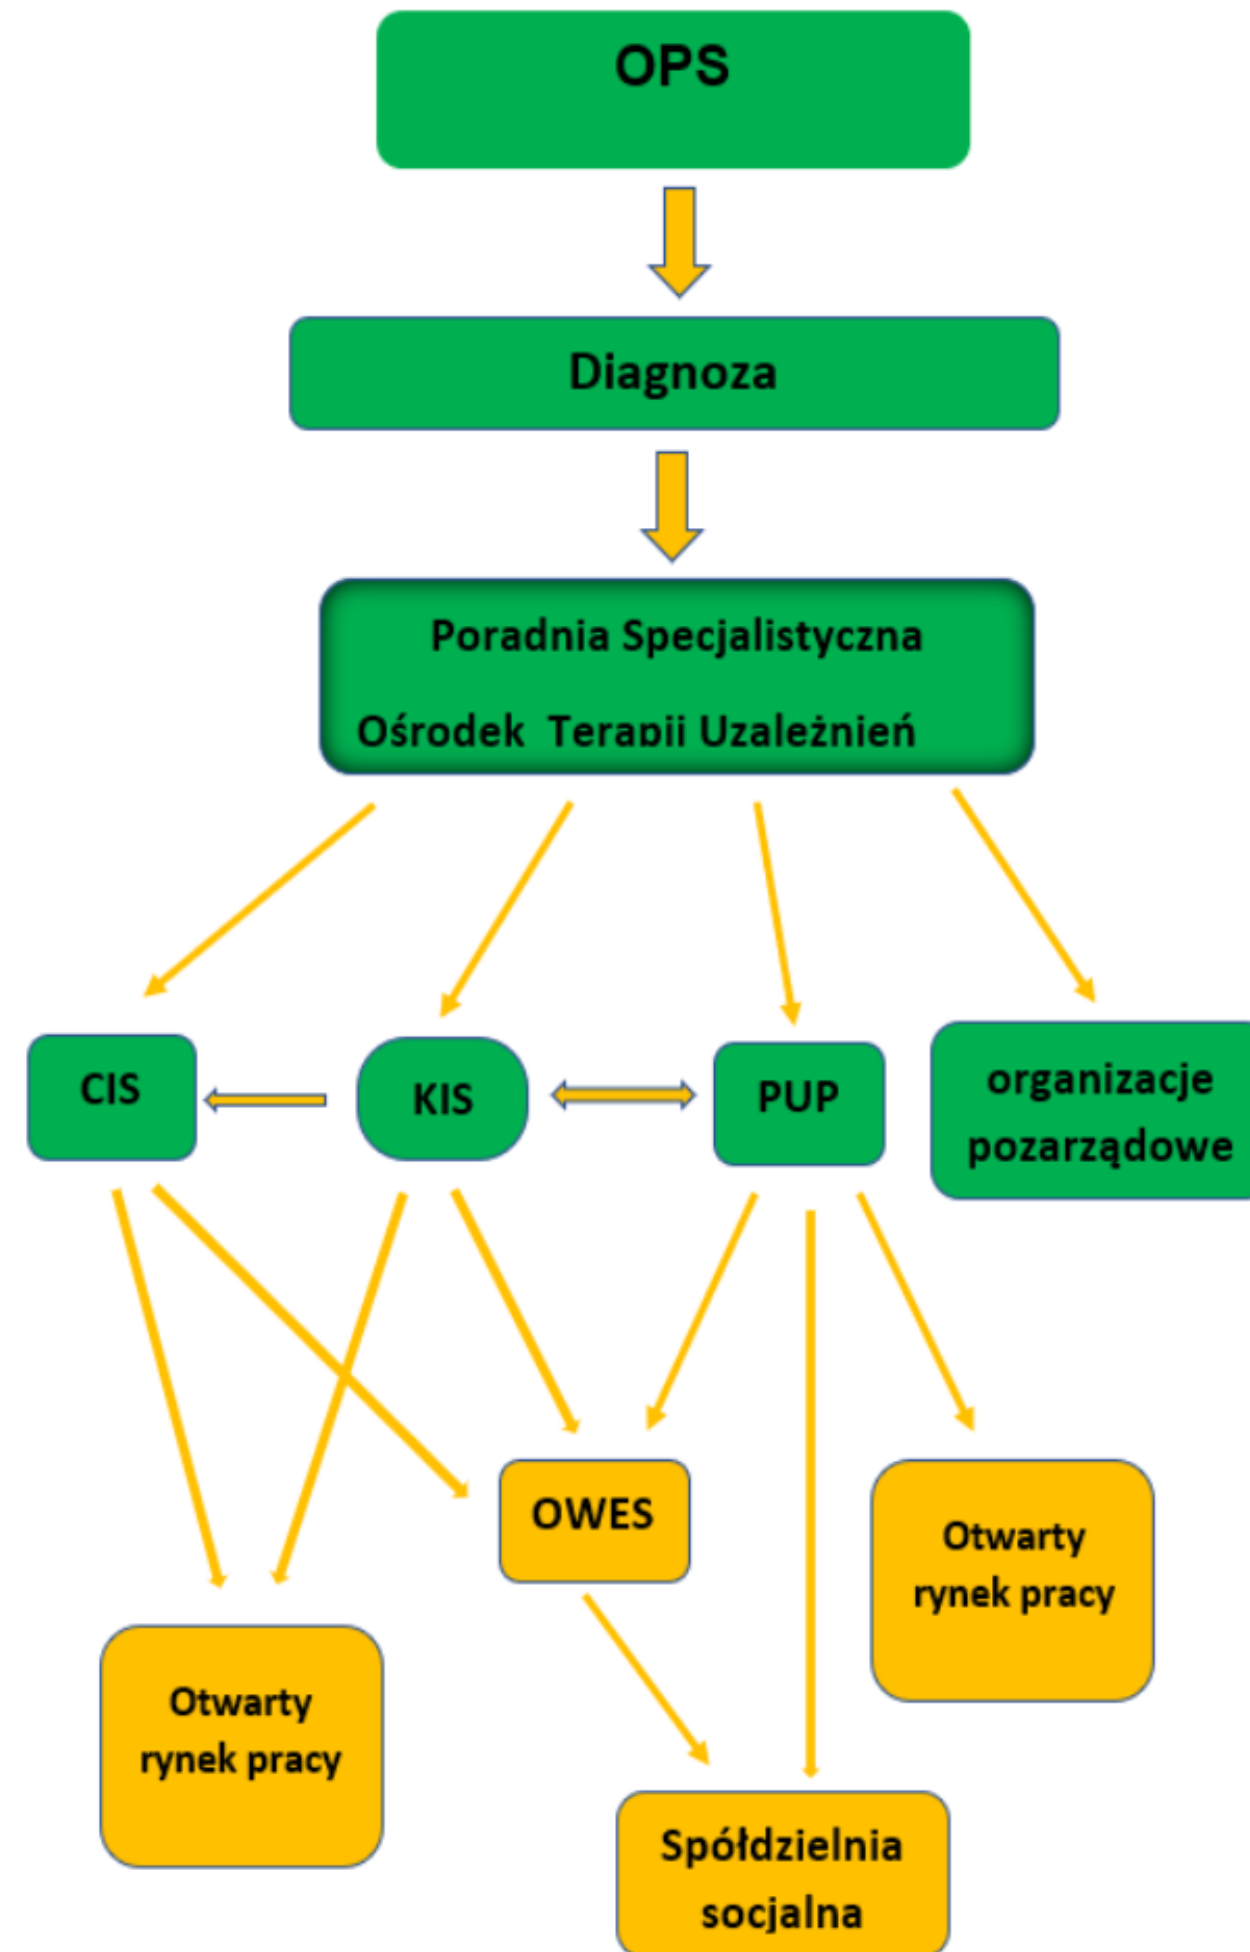 OPS
Diagnoza
Poradnia Specjalistyczna
Ośrodek Terapii Uzależnień
CIS
KIS
PUP
organizacje
pozarządowe
OWES
Otwarty
rynek pracy
Otwarty
rynek pracy
Spółdzielnia
socjalna